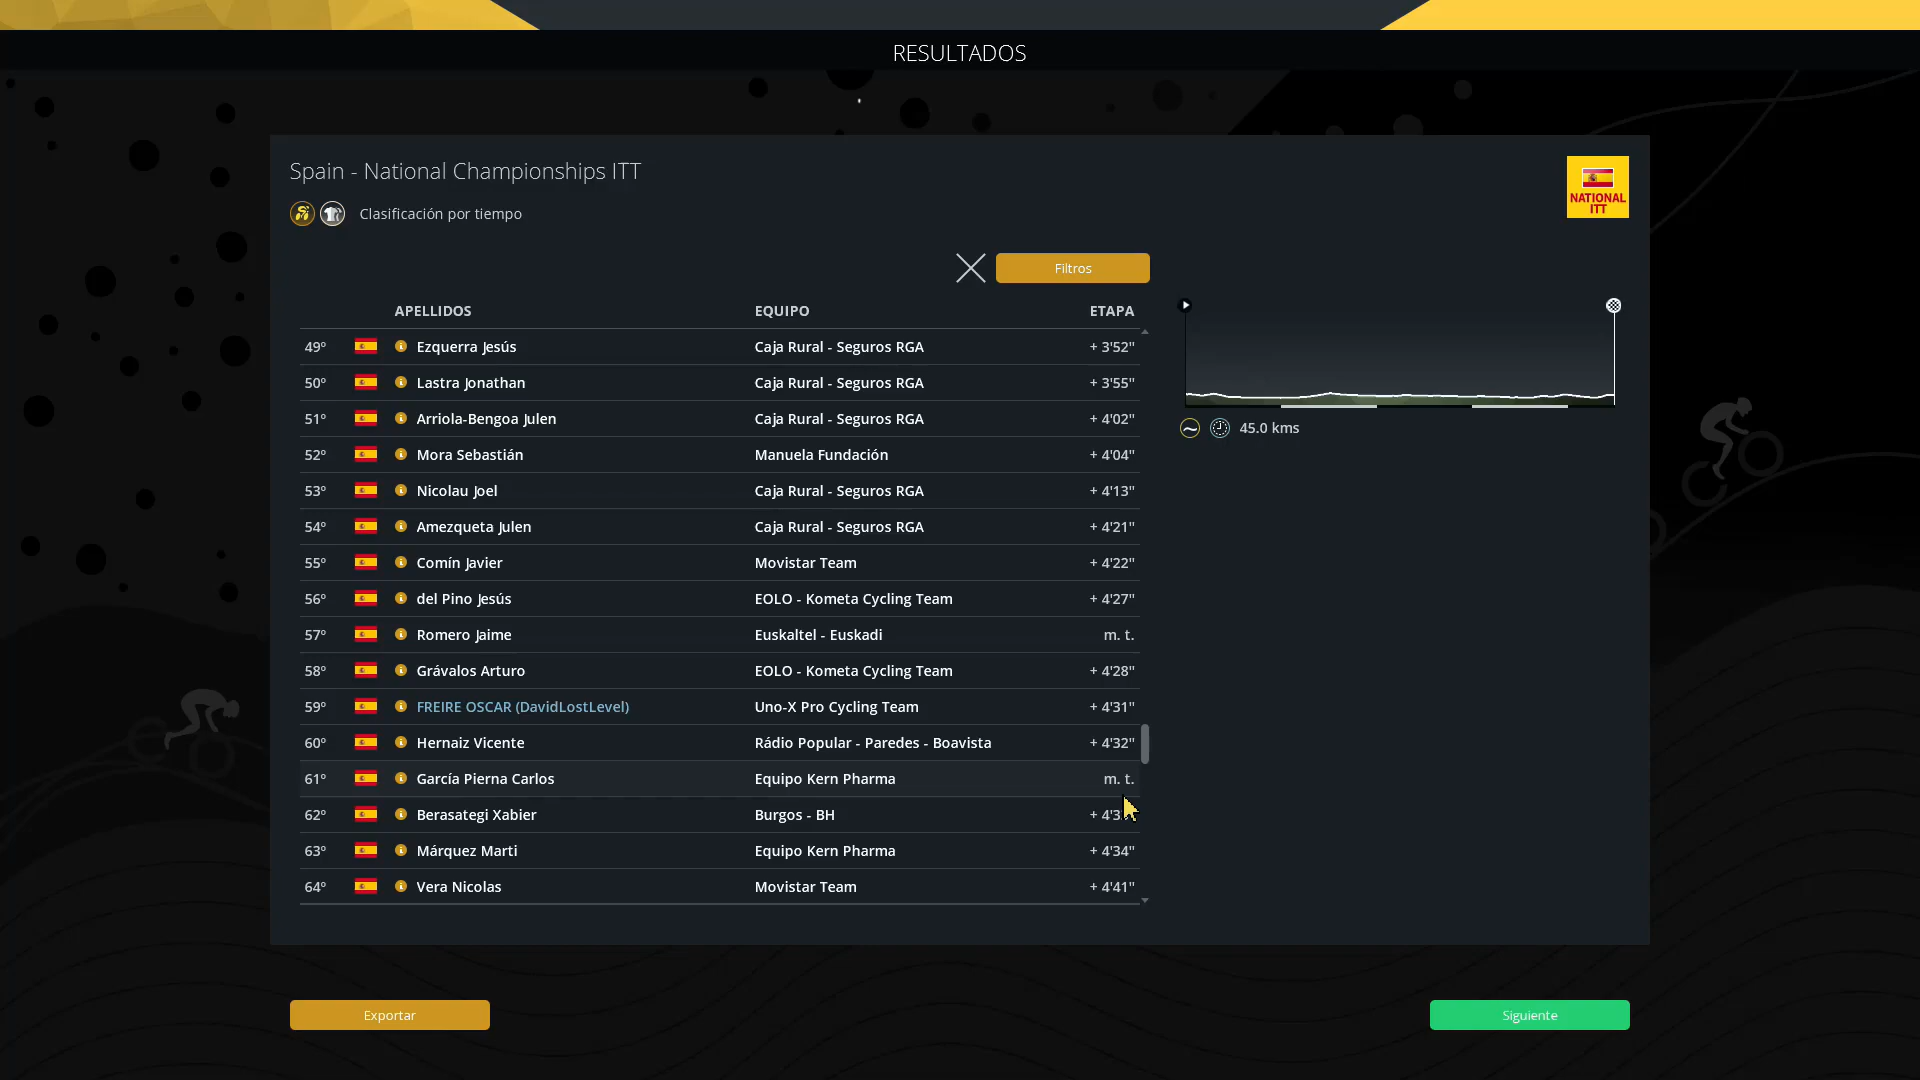 RESULTADOS
Spain - National Championships ITT
NATIONAL
ITT
Clasificación por tiempo
Filtros
APELLIDOS EQUIPO ETAPA
49º Ezquerra Jesús Caja Rural - Seguros RGA + 3'52''
50º Lastra Jonathan Caja Rural - Seguros RGA + 3'55''
51º Arriola-Bengoa Julen Caja Rural - Seguros RGA + 4'02''
52º Mora Sebastián Manuela Fundación + 4'04''
53º Nicolau Joel Caja Rural - Seguros RGA + 4'13''
54º Amezqueta Julen Caja Rural - Seguros RGA + 4'21''
55º Comín Javier Movistar Team + 4'22''
56º del Pino Jesús EOLO - Kometa Cycling Team + 4'27''
57º Romero Jaime Euskaltel - Euskadi m. t.
58º Grávalos Arturo EOLO - Kometa Cycling Team + 4'28''
59º FREIRE OSCAR (DavidLostLevel) Uno-X Pro Cycling Team + 4'31''
60º Hernaiz Vicente Rádio Popular - Paredes - Boavista + 4'32''
61º García Pierna Carlos Equipo Kern Pharma m. t.
62º Berasategi Xabier Burgos - BH
63º Márquez Marti Equipo Kern Pharma + 4'34''
64º Vera Nicolas Movistar Team + 4'41''
45.0 kms
Exportar
Siguiente